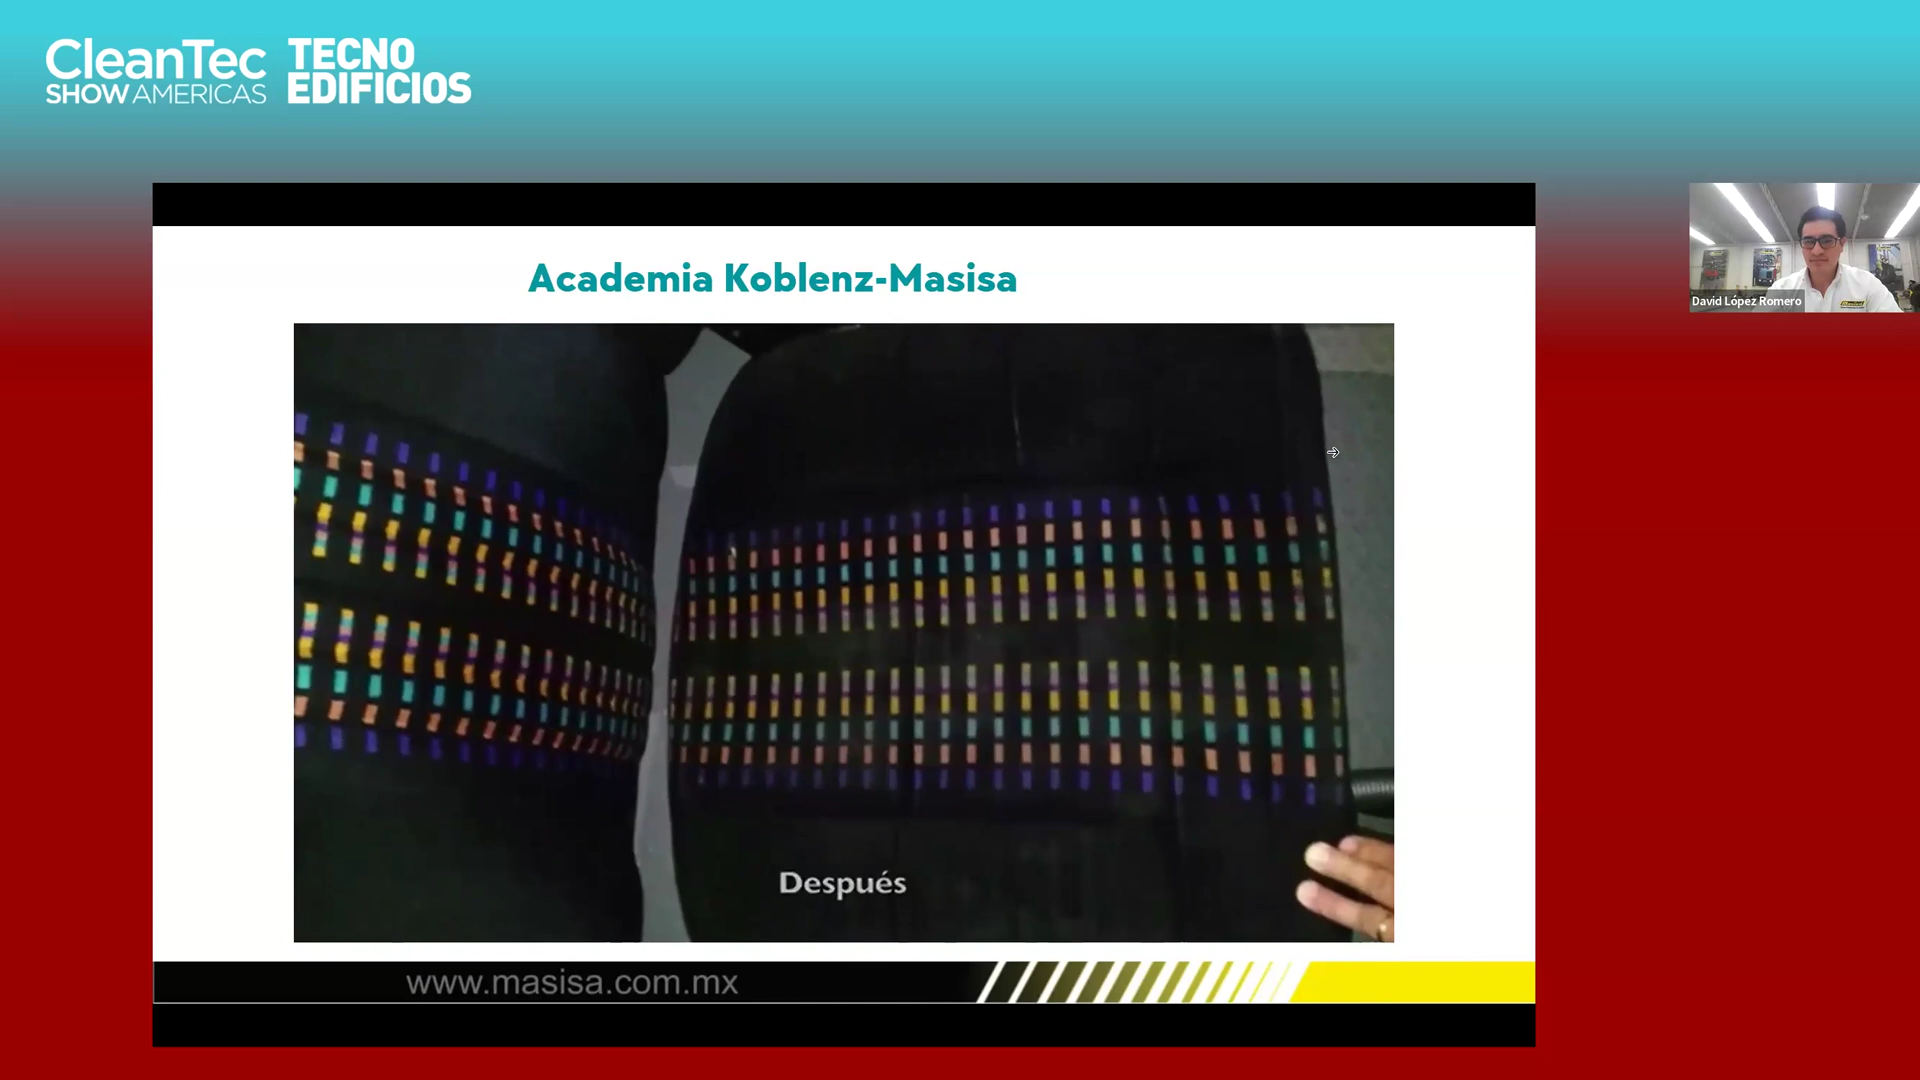 CleanTec
SHOW AMERICAS
TECNO
EDIFICIOS
Academia Koblenz-Masisa
David López Romero
Después
www.masisa.com.mx